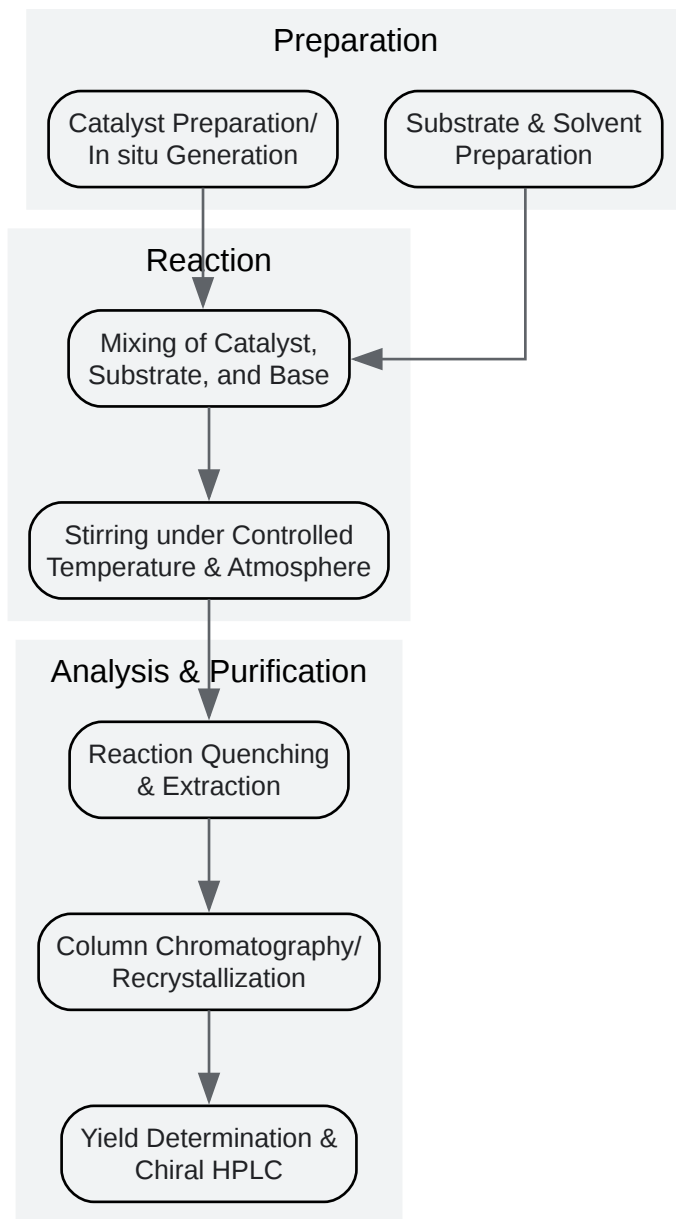 Preparation
Catalyst Preparation/
In situ Generation
Substrate & Solvent
Preparation
Reaction
Mixing of Catalyst,
Substrate, and Base
Stirring under Controlled
Temperature & Atmosphere
Analysis & Purification
Reaction Quenching
& Extraction
Column Chromatography/
Recrystallization
Yield Determination &
Chiral HPLC